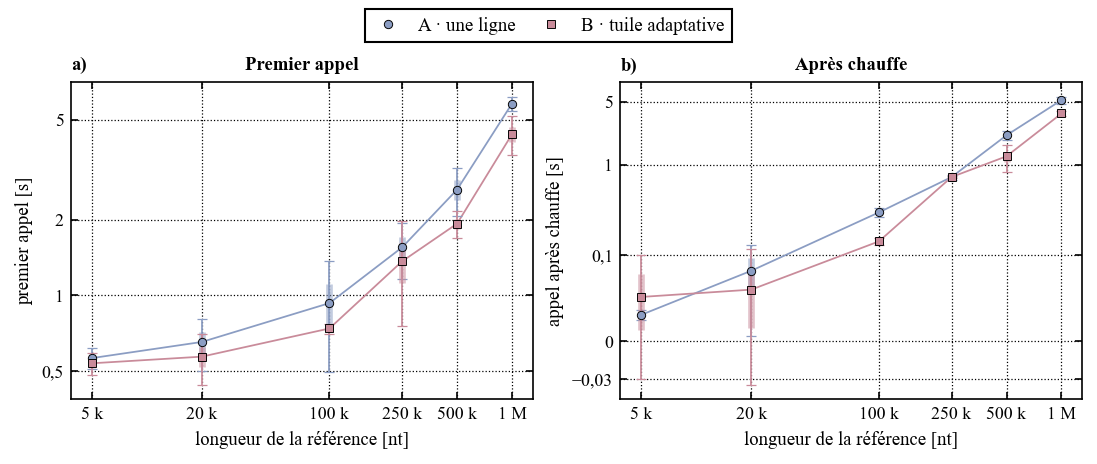 A · une ligne B · tuile adaptative
a) Premier appel
premier appel [s]
5
2
1
0,5
5 k 20 k 100 k 250 k 500 k 1 M
longueur de la référence [nt]
b) Après chauffe
appel après chauffe [s]
5
1
0,1
0
−0,03
5 k 20 k 100 k 250 k 500 k 1 M
longueur de la référence [nt]